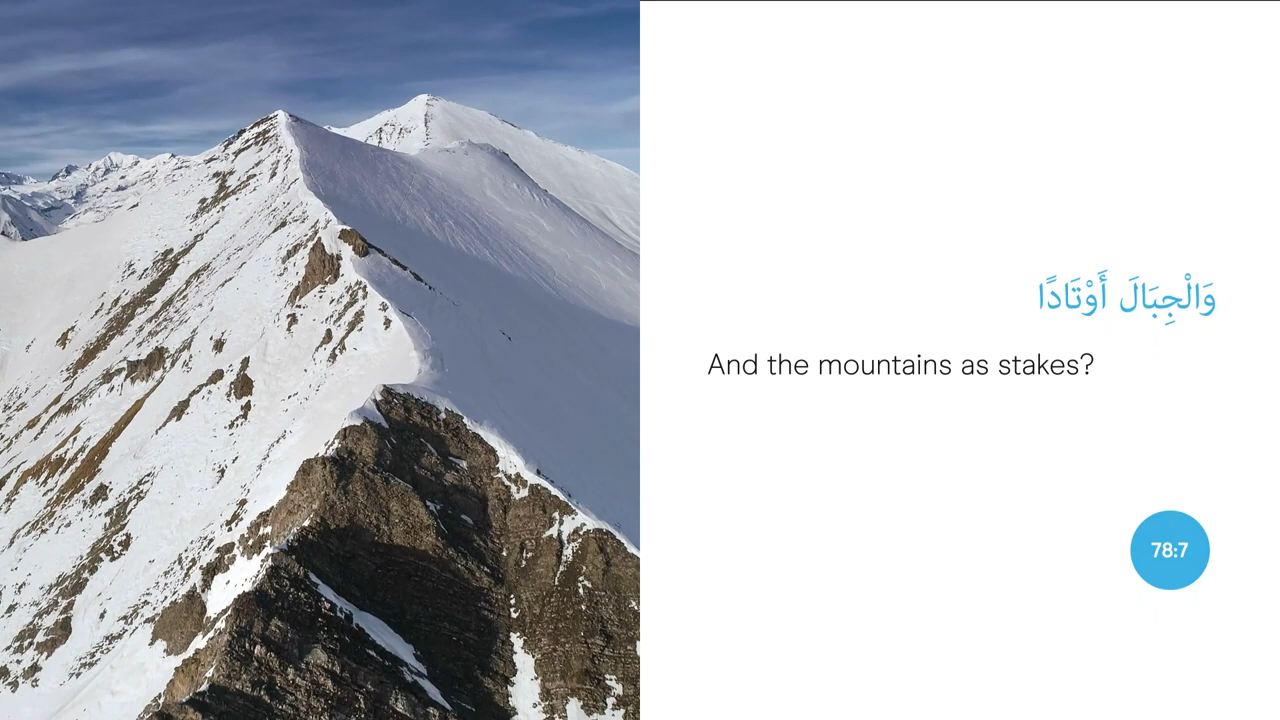 وَالْجِبَالَ أَوْتَادًا
And the mountains as stakes?
78:7